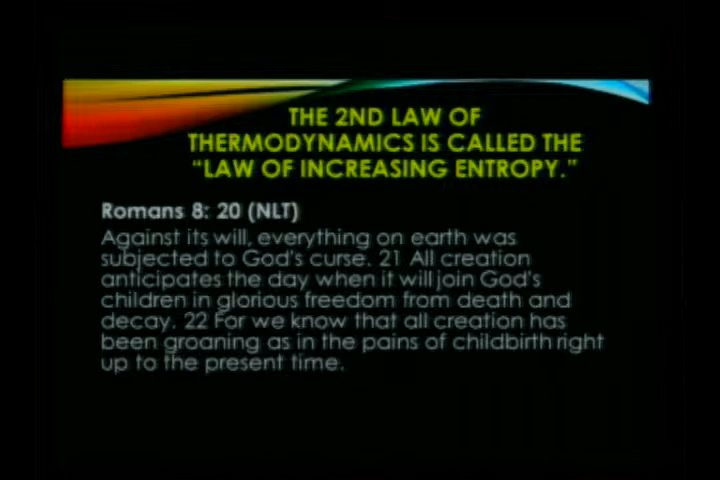 THE 2ND LAW OF
THERMODYNAMICS IS CALLED THE
“LAW OF INCREASING ENTROPY.”
Romans 8: 20 (NLT)
Against its will, everything on earth was
subjected to God's curse. 21 All creation
anticipates the day when it will join God's
children in glorious freedom from death and
decay. 22 For we know that all creation has
been groaning as in the pains of childbirth right
up to the present time.